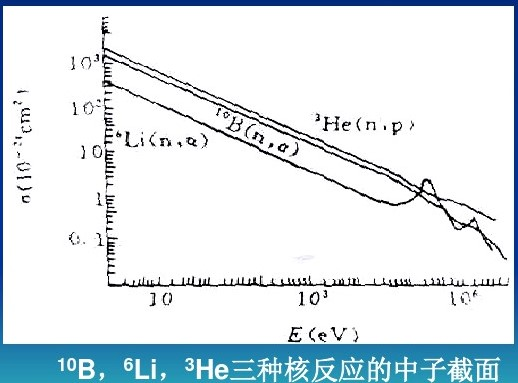 σ(10⁻²⁴cm²)
10³
10²
10
1
0.1
³He(n,p)
¹⁰B(n,α)
⁶Li(n,α)
10
10³
10⁶
E(eV)
¹⁰B，⁶Li，³He三种核反应的中子截面